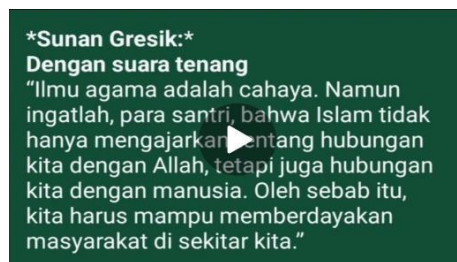 *Sunan Gresik:*
Dengan suara tenang
“Ilmu agama adalah cahaya. Namun
ingatlah, para santri, bahwa Islam tidak
hanya mengajarkan tentang hubungan
kita dengan Allah, tetapi juga hubungan
kita dengan manusia. Oleh sebab itu,
kita harus mampu memberdayakan
masyarakat di sekitar kita.”